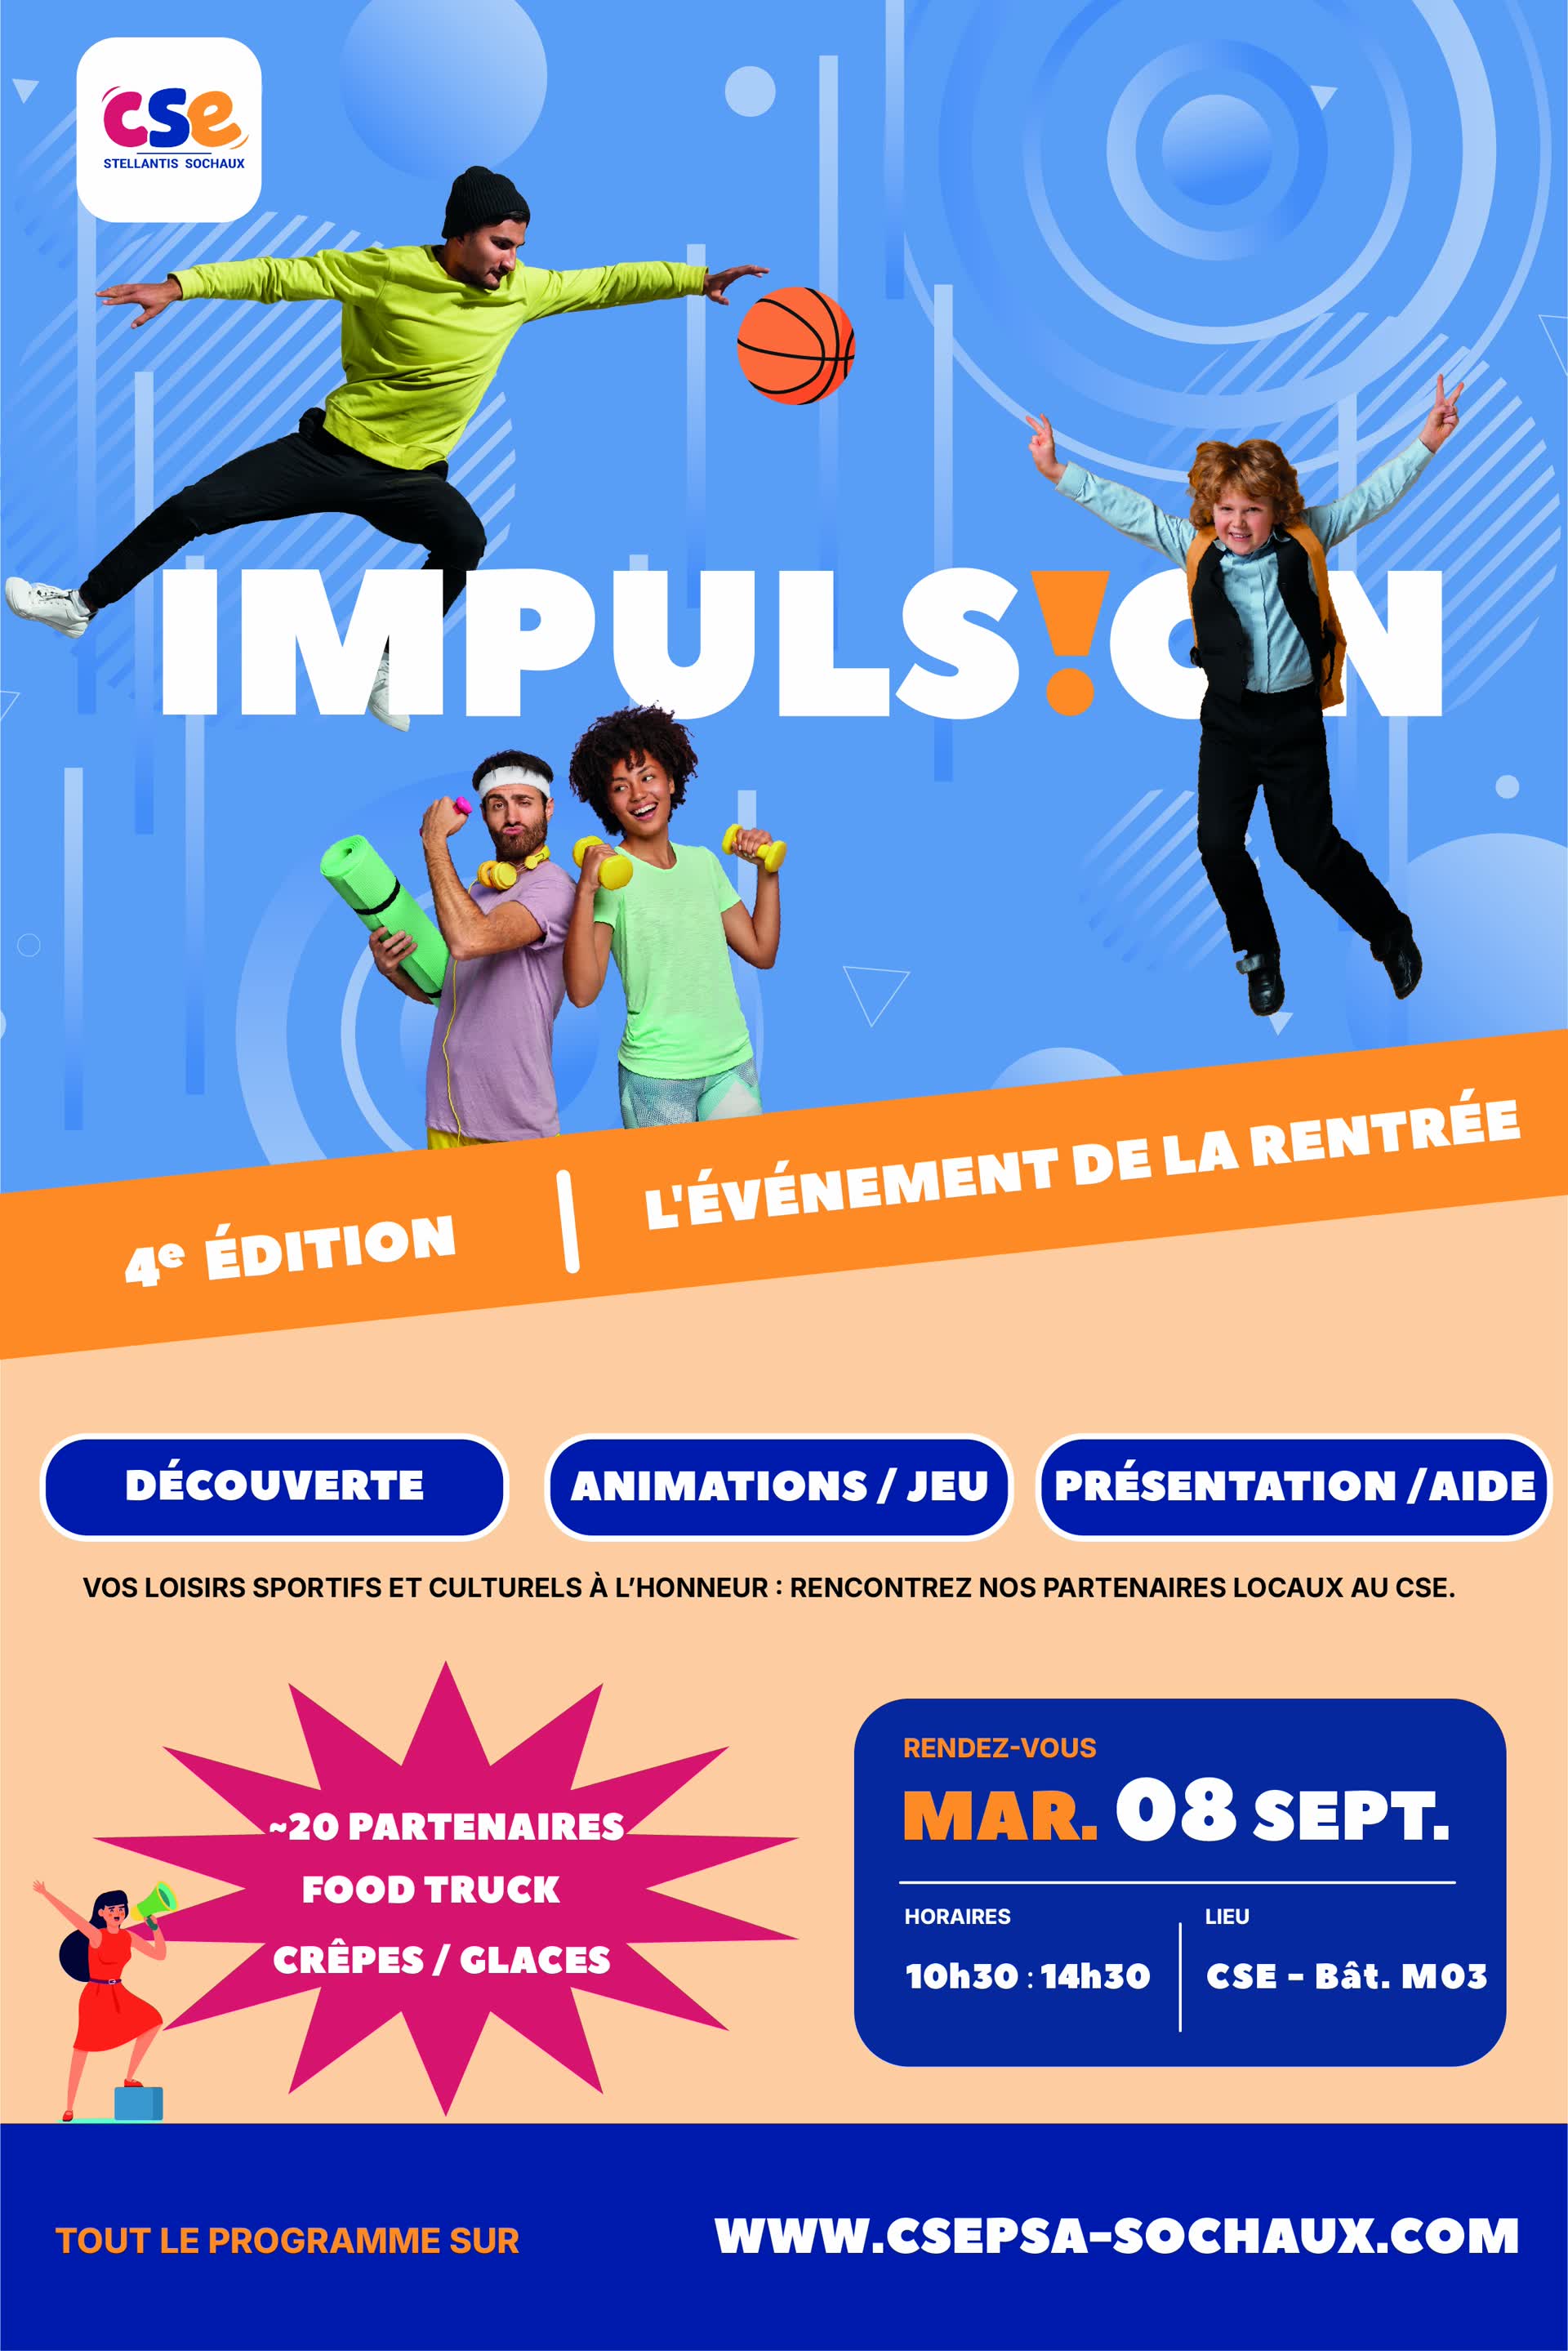 cse
STELLANTIS SOCHAUX
IMPULS!ON
4e ÉDITION | L'ÉVÉNEMENT DE LA RENTRÉE
DÉCOUVERTE
ANIMATIONS / JEU
PRÉSENTATION /AIDE
VOS LOISIRS SPORTIFS ET CULTURELS À L’HONNEUR : RENCONTREZ NOS PARTENAIRES LOCAUX AU CSE.
~20 PARTENAIRES
FOOD TRUCK
CRÊPES / GLACES
RENDEZ-VOUS
MAR. 08 SEPT.
HORAIRES
10h30 : 14h30
LIEU
CSE - Bât. M03
TOUT LE PROGRAMME SUR
WWW.CSEPSA-SOCHAUX.COM